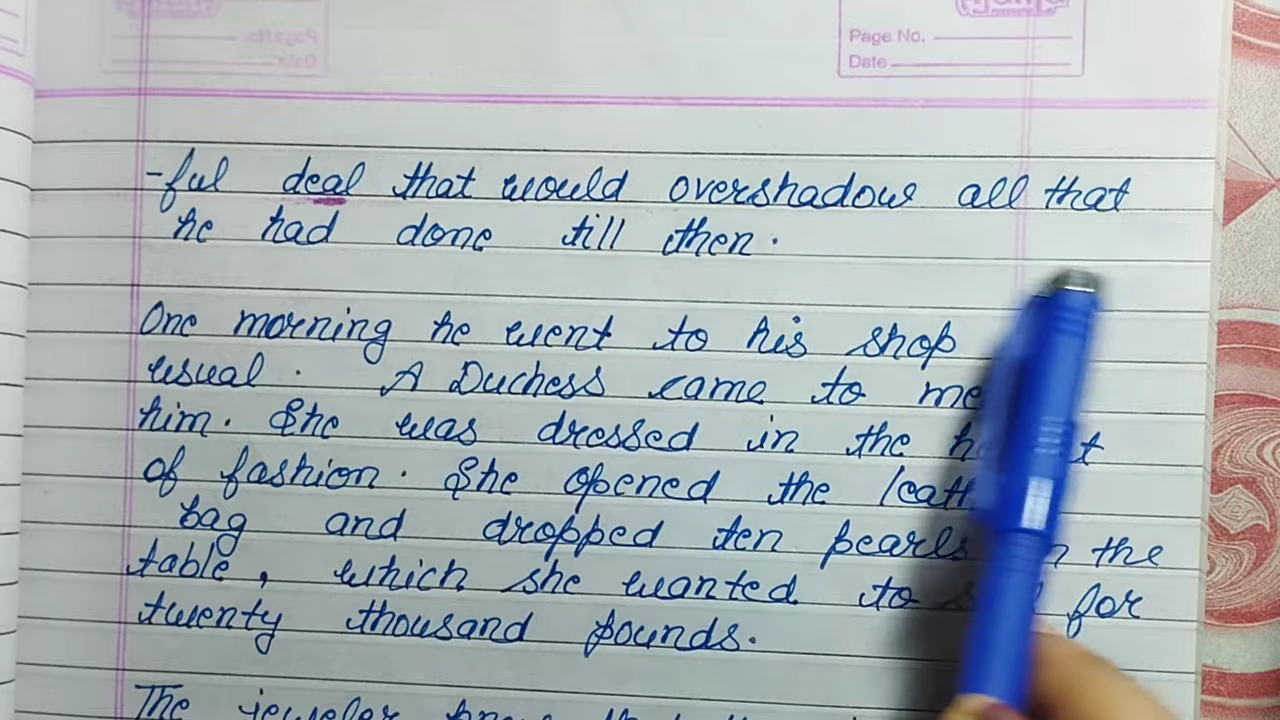 Page No.
Date
-ful deal that would overshadow all that
he had done till then.
One morning he went to his shop
usual. A Duchess came to
him. She was dressed in the
of fashion. She opened the
bag and dropped ten pearls the
table, which she wanted to for
twenty thousand pounds.
The jeweler